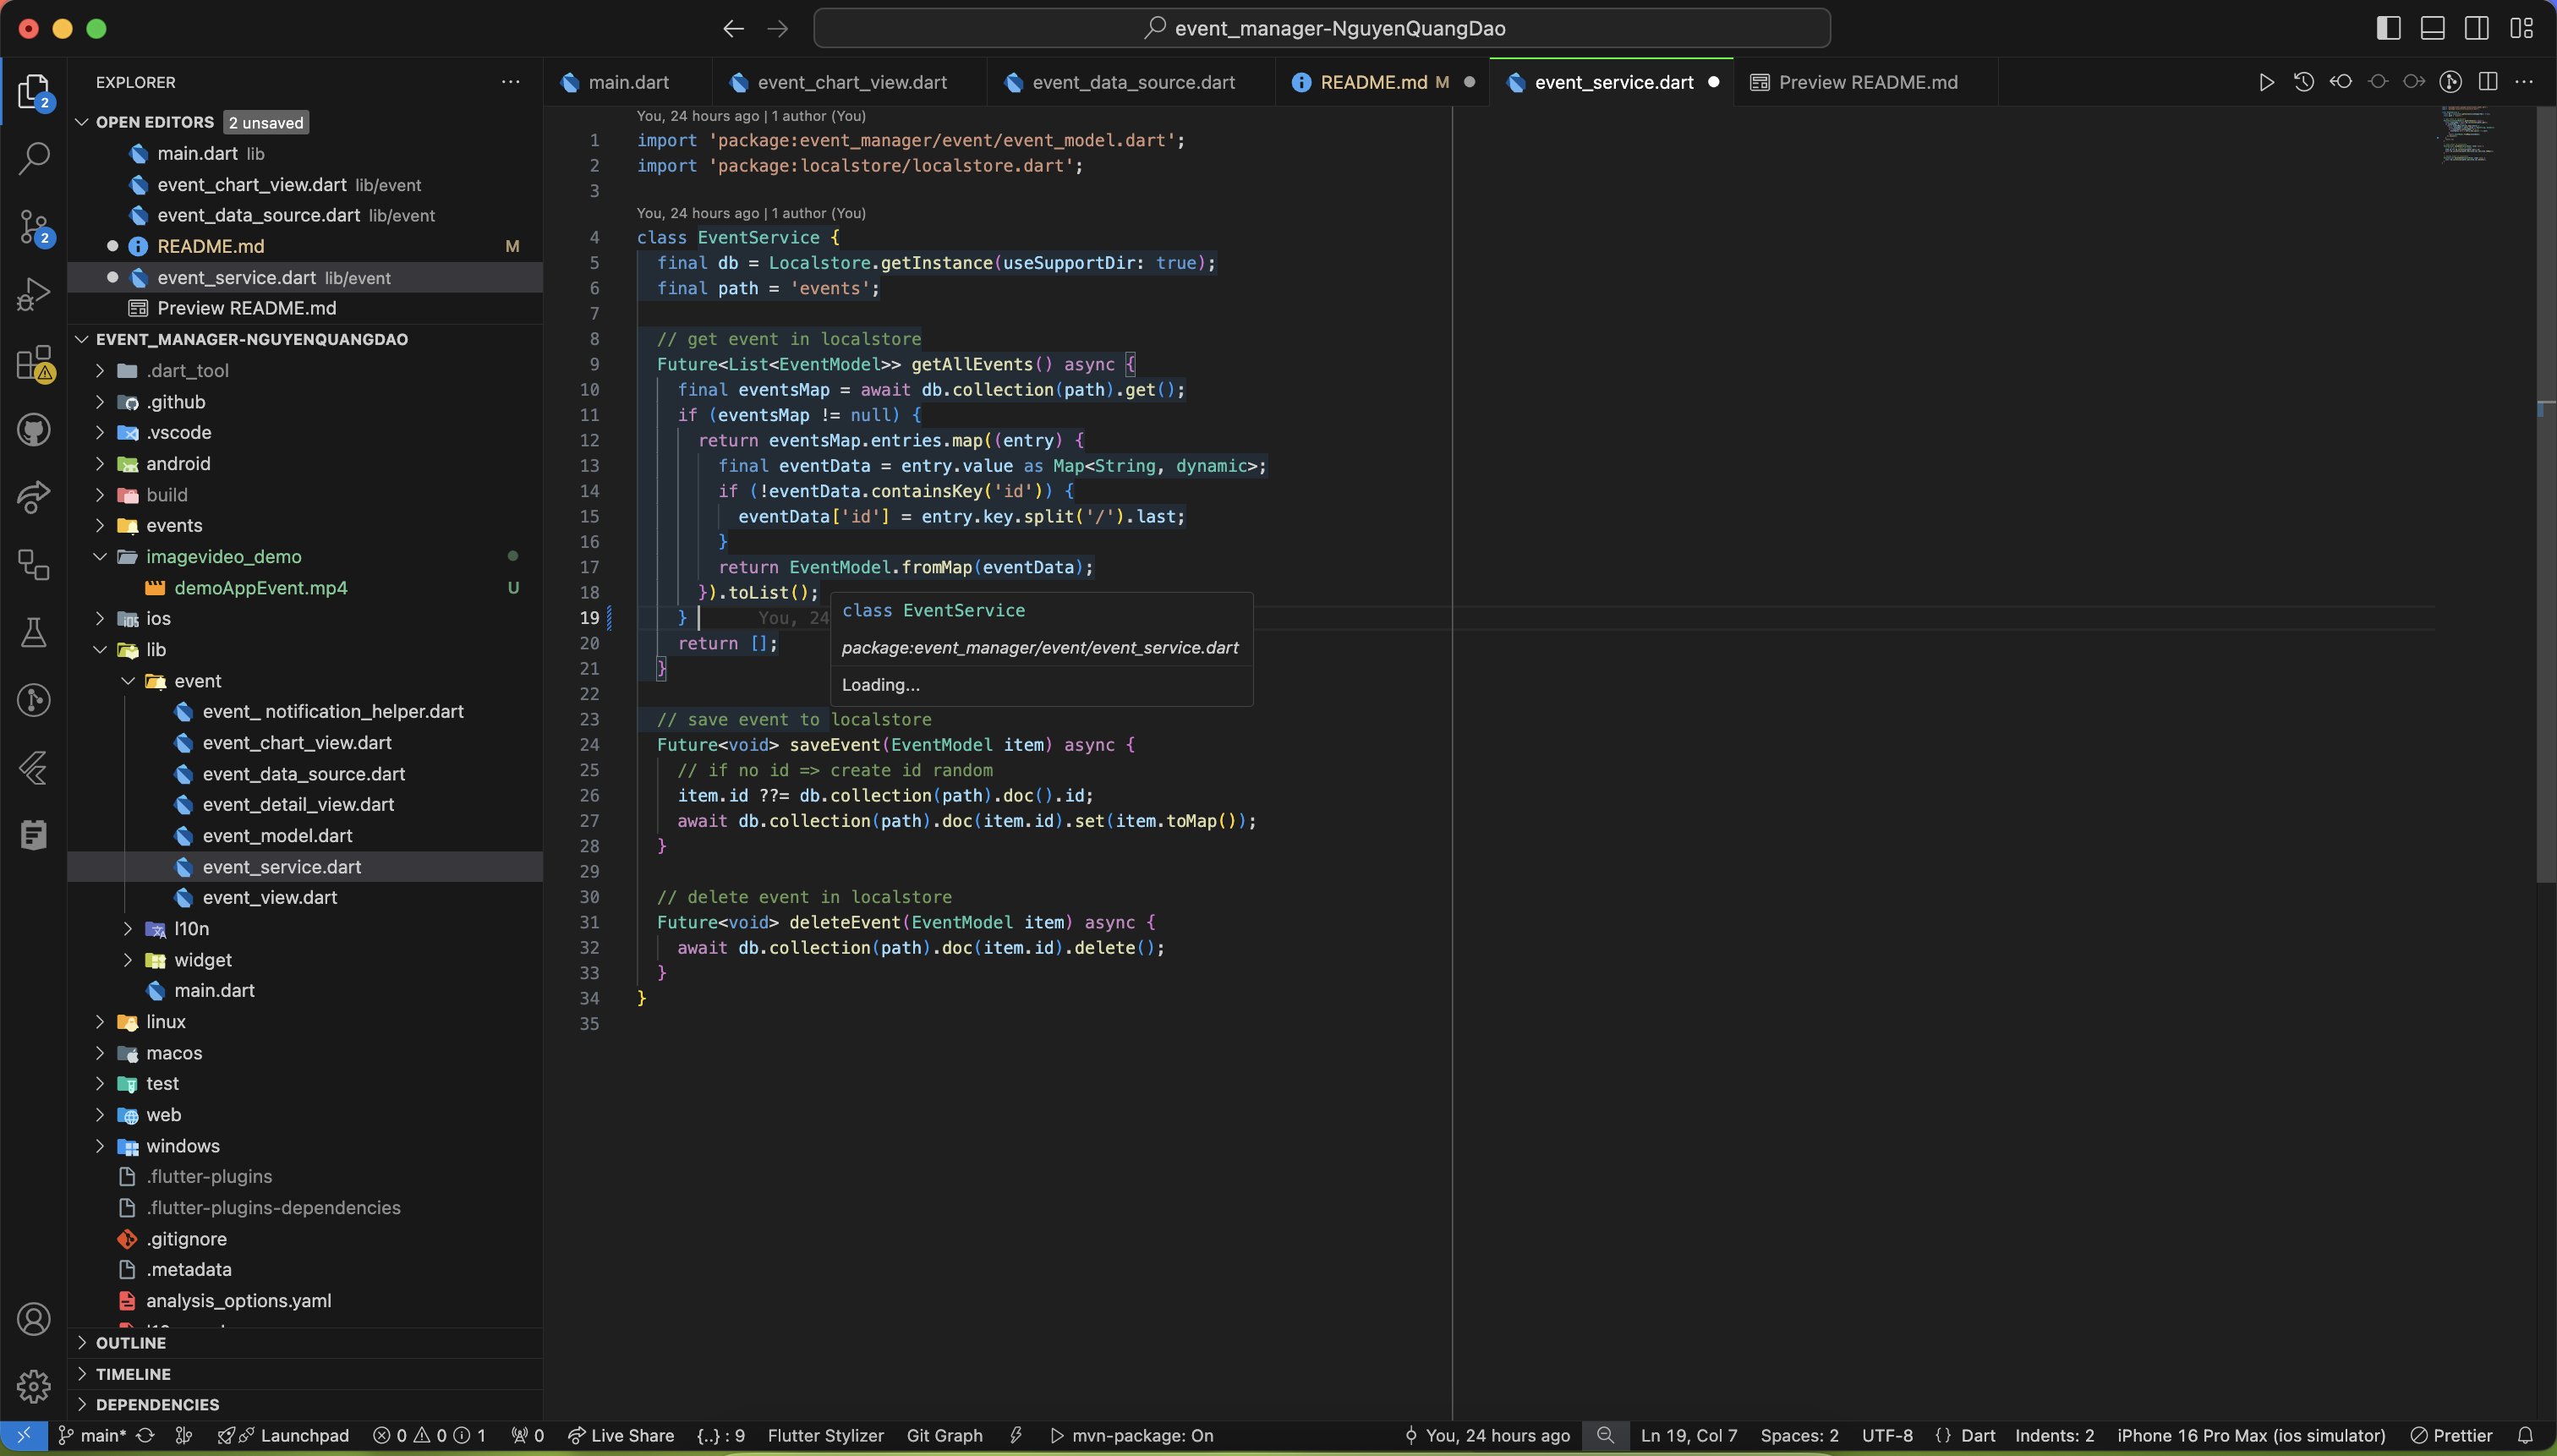 event_manager-NguyenQuangDao
EXPLORER
OPEN EDITORS 2 unsaved
main.dart lib
event_chart_view.dart lib/event
event_data_source.dart lib/event
README.md M
event_service.dart lib/event
Preview README.md
EVENT_MANAGER-NGUYENQUANGDAO
.dart_tool
.github
.vscode
android
build
events
imagevideo_demo
demoAppEvent.mp4 U
ios
lib
event
event_ notification_helper.dart
event_chart_view.dart
event_data_source.dart
event_detail_view.dart
event_model.dart
event_service.dart
event_view.dart
l10n
widget
main.dart
linux
macos
test
web
windows
.flutter-plugins
.flutter-plugins-dependencies
.gitignore
.metadata
analysis_options.yaml
OUTLINE
TIMELINE
DEPENDENCIES
2
2
main.dart event_chart_view.dart event_data_source.dart README.md M event_service.dart Preview README.md
You, 24 hours ago | 1 author (You)
1 import 'package:event_manager/event/event_model.dart';
2 import 'package:localstore/localstore.dart';
3
You, 24 hours ago | 1 author (You)
4 class EventService {
5 final db = Localstore.getInstance(useSupportDir: true);
6 final path = 'events';
7
8 // get event in localstore
9 Future<List<EventModel>> getAllEvents() async {
10 final eventsMap = await db.collection(path).get();
11 if (eventsMap != null) {
12 return eventsMap.entries.map((entry) {
13 final eventData = entry.value as Map<String, dynamic>;
14 if (!eventData.containsKey('id')) {
15 eventData['id'] = entry.key.split('/').last;
16 }
17 return EventModel.fromMap(eventData);
18 }).toList();
19 } You, 24
20 return [];
21 }
22
23 // save event to localstore
24 Future<void> saveEvent(EventModel item) async {
25 // if no id => create id random
26 item.id ??= db.collection(path).doc().id;
27 await db.collection(path).doc(item.id).set(item.toMap());
28 }
29
30 // delete event in localstore
31 Future<void> deleteEvent(EventModel item) async {
32 await db.collection(path).doc(item.id).delete();
33 }
34 }
35
class EventService
package:event_manager/event/event_service.dart
Loading...
main* Launchpad 0 0 1 0 Live Share {..} : 9 Flutter Stylizer Git Graph mvn-package: On You, 24 hours ago Ln 19, Col 7 Spaces: 2 UTF-8 {} Dart Indents: 2 iPhone 16 Pro Max (ios simulator) Prettier